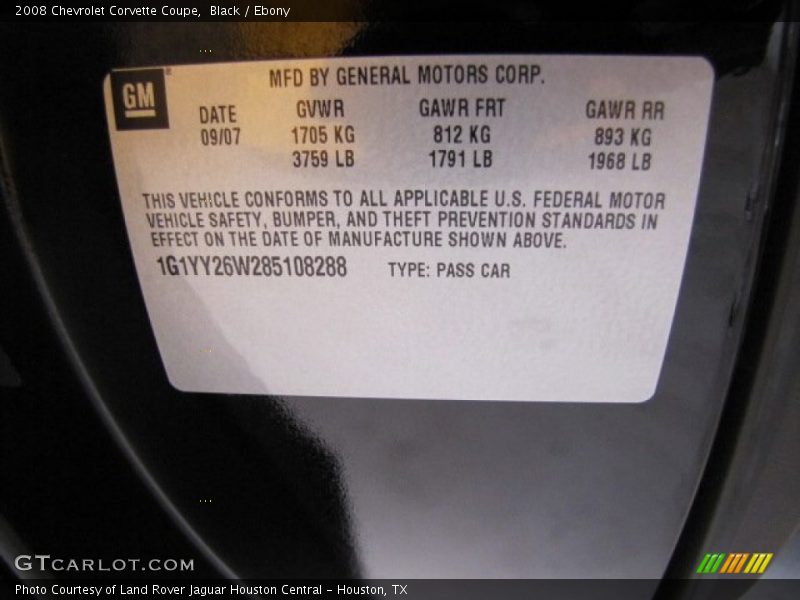 2008 Chevrolet Corvette Coupe, Black / Ebony
GM
MFD BY GENERAL MOTORS CORP.
DATE GVWR GAWR FRT GAWR RR
09/07 1705 KG 812 KG 893 KG
3759 LB 1791 LB 1968 LB
THIS VEHICLE CONFORMS TO ALL APPLICABLE U.S. FEDERAL MOTOR
VEHICLE SAFETY, BUMPER, AND THEFT PREVENTION STANDARDS IN
EFFECT ON THE DATE OF MANUFACTURE SHOWN ABOVE.
1G1YY26W285108288 TYPE: PASS CAR
GTCARLOT.COM
Photo Courtesy of Land Rover Jaguar Houston Central - Houston, TX